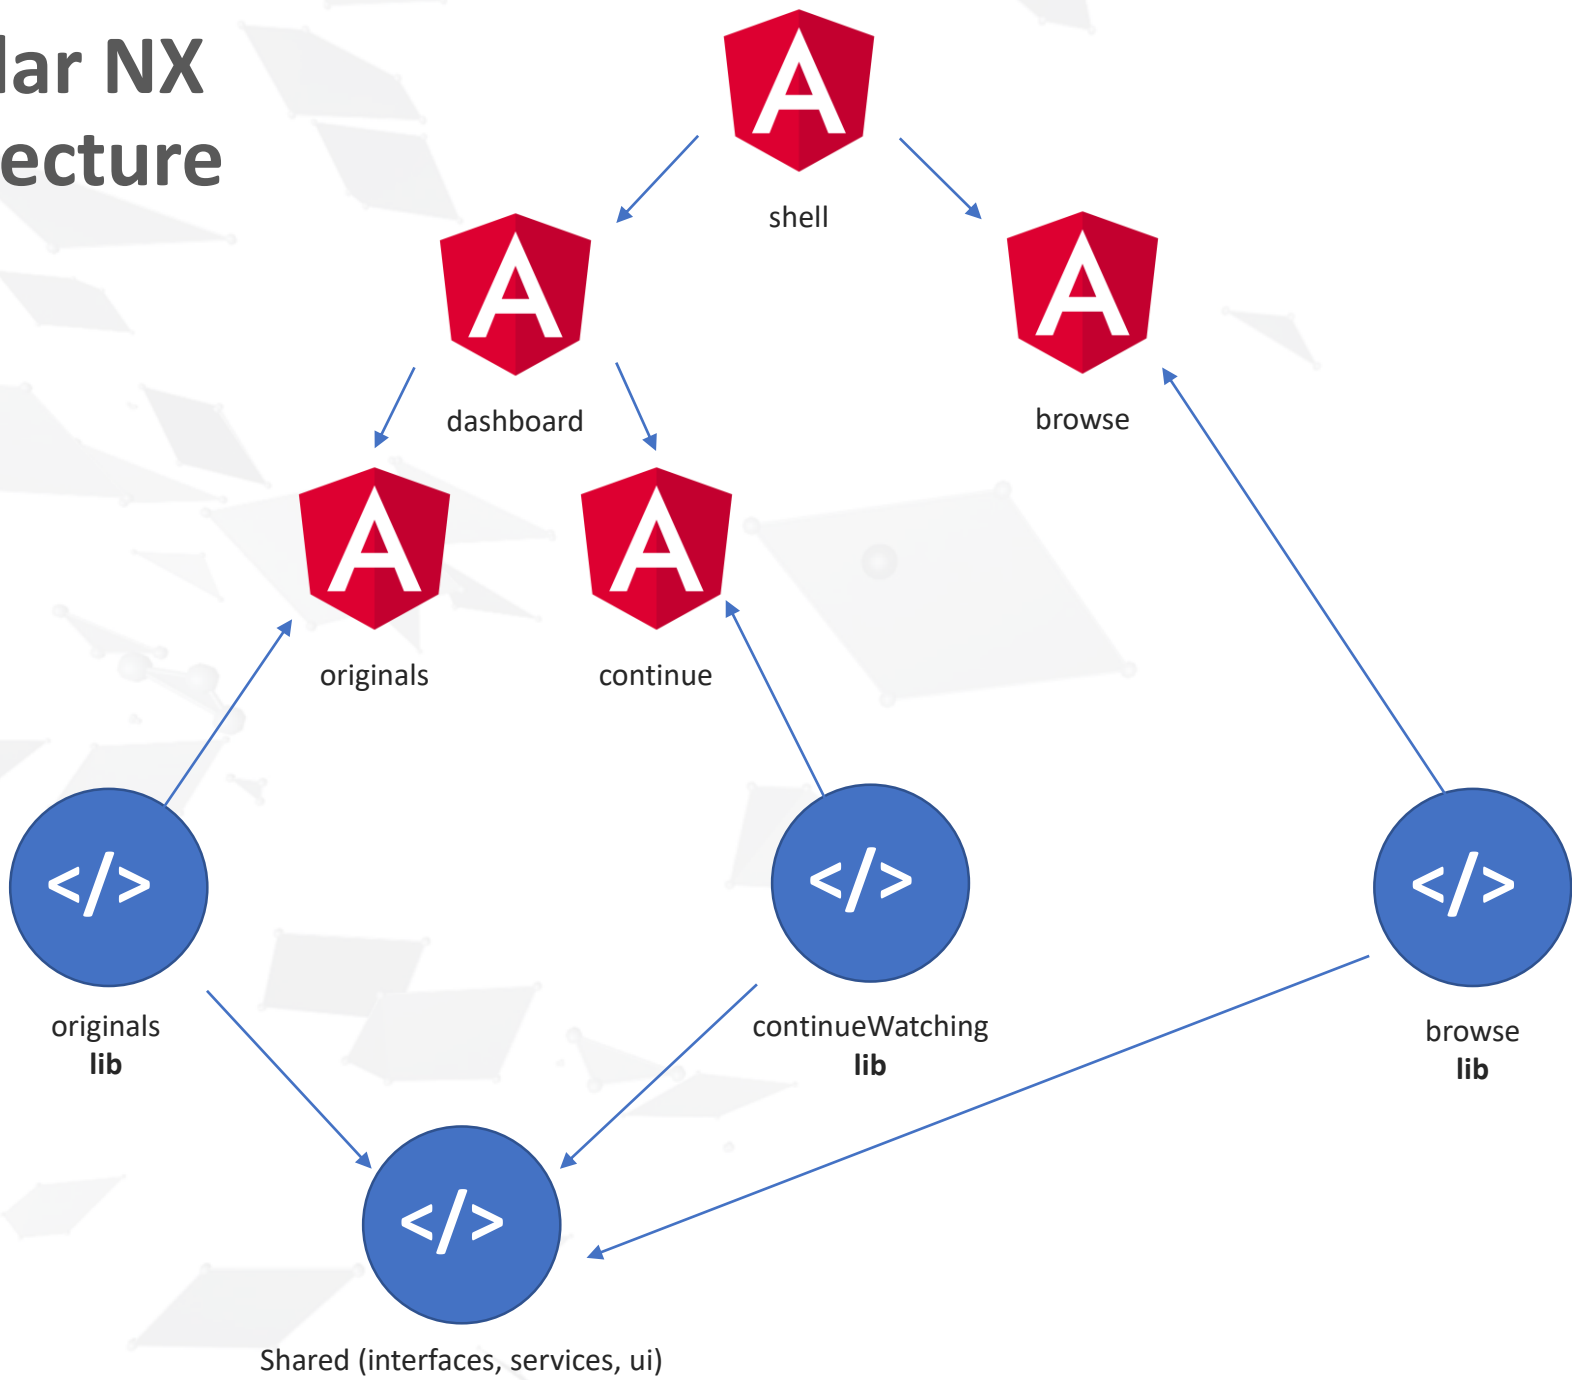 lar NX
ecture
shell
dashboard
browse
originals
continue
</>
</>
</>
originals
lib
continueWatching
lib
browse
lib
</>
Shared (interfaces, services, ui)